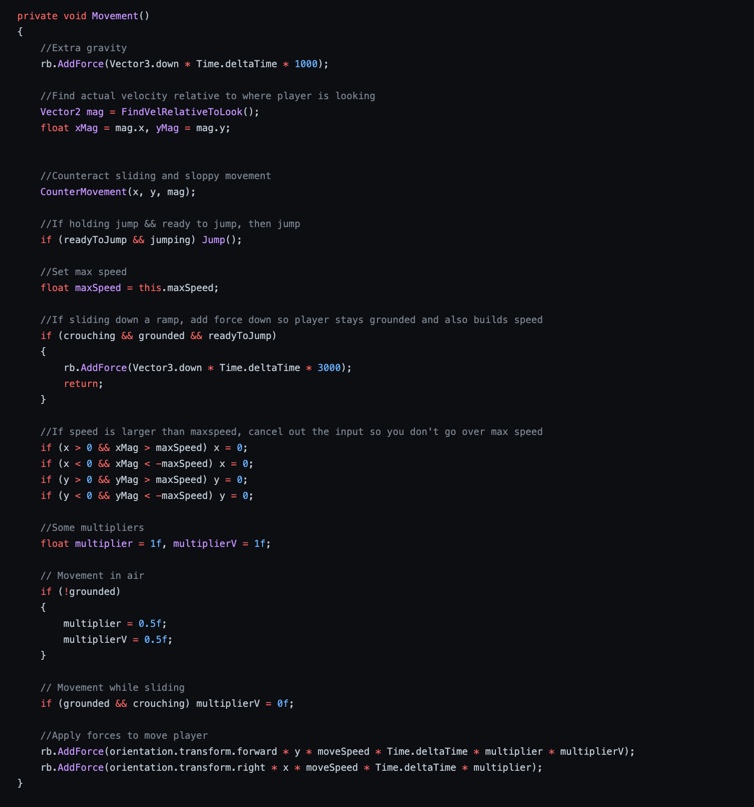 private void Movement()
{
//Extra gravity
rb.AddForce(Vector3.down * Time.deltaTime * 1000);
//Find actual velocity relative to where player is looking
Vector2 mag = FindVelRelativeToLook();
float xMag = mag.x, yMag = mag.y;
//Counteract sliding and sloppy movement
CounterMovement(x, y, mag);
//If holding jump && ready to jump, then jump
if (readyToJump && jumping) Jump();
//Set max speed
float maxSpeed = this.maxSpeed;
//If sliding down a ramp, add force down so player stays grounded and also builds speed
if (crouching && grounded && readyToJump)
{
rb.AddForce(Vector3.down * Time.deltaTime * 3000);
return;
}
//If speed is larger than maxspeed, cancel out the input so you don't go over max speed
if (x > 0 && xMag > maxSpeed) x = 0;
if (x < 0 && xMag < -maxSpeed) x = 0;
if (y > 0 && yMag > maxSpeed) y = 0;
if (y < 0 && yMag < -maxSpeed) y = 0;
//Some multipliers
float multiplier = 1f, multiplierV = 1f;
// Movement in air
if (!grounded)
{
multiplier = 0.5f;
multiplierV = 0.5f;
}
// Movement while sliding
if (grounded && crouching) multiplierV = 0f;
//Apply forces to move player
rb.AddForce(orientation.transform.forward * y * moveSpeed * Time.deltaTime * multiplier * multiplierV);
rb.AddForce(orientation.transform.right * x * moveSpeed * Time.deltaTime * multiplier);
}